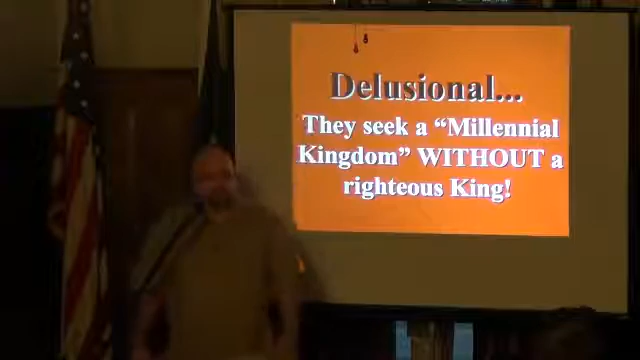 Delusional...
They seek a “Millennial
Kingdom” WITHOUT a
righteous King!